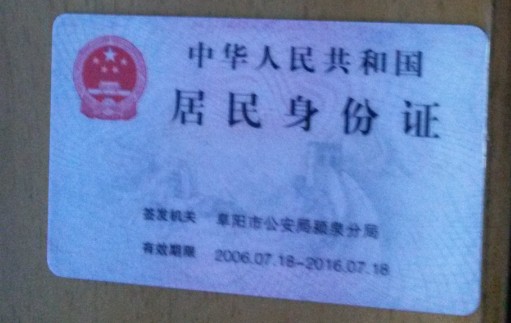 中华人民共和国
居民身份证
签发机关 阜阳市公安局颍泉分局
有效期限 2006.07.18-2016.07.18